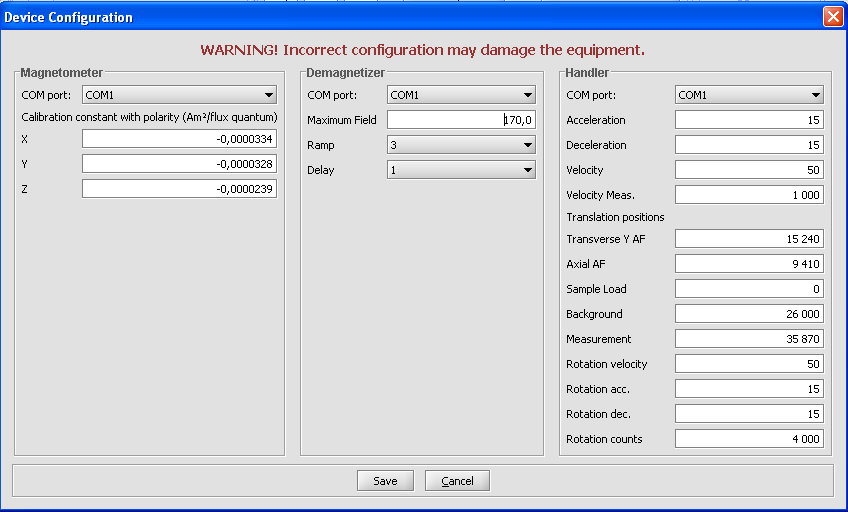 Device Configuration
WARNING! Incorrect configuration may damage the equipment.
Magnetometer
COM port: COM1
Calibration constant with polarity (Am²/flux quantum)
X -0,0000334
Y -0,0000328
Z -0,0000239
Demagnetizer
COM port: COM1
Maximum Field 170,0
Ramp 3
Delay 1
Handler
COM port: COM1
Acceleration 15
Deceleration 15
Velocity 50
Velocity Meas. 1 000
Translation positions
Transverse Y AF 15 240
Axial AF 9 410
Sample Load 0
Background 26 000
Measurement 35 870
Rotation velocity 50
Rotation acc. 15
Rotation dec. 15
Rotation counts 4 000
Save Cancel